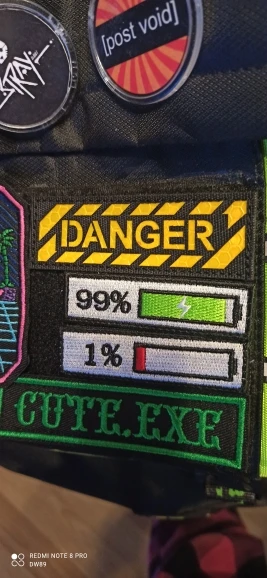 [post void]
DANGER
99%
1%
CUTE.EXE
REDMI NOTE 8 PRO
DW89